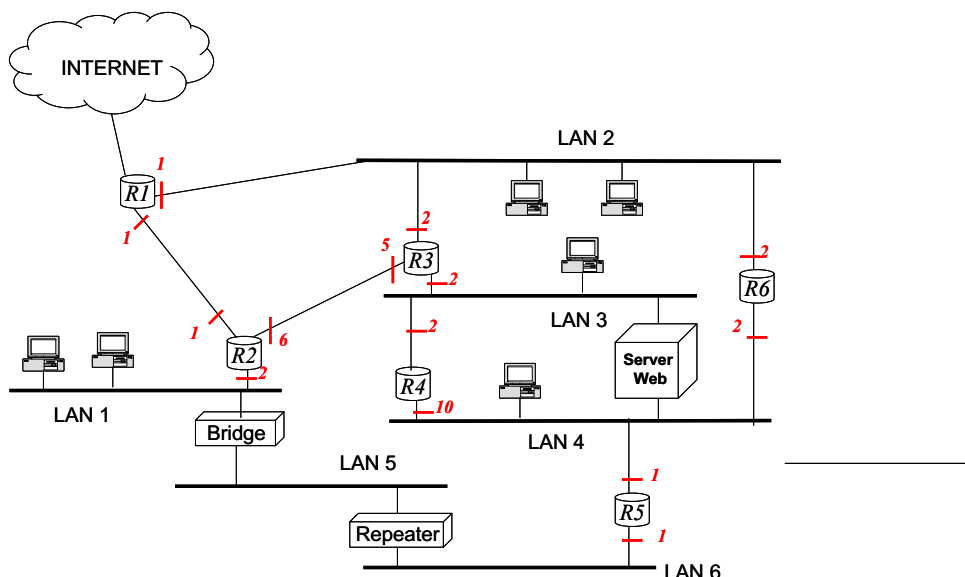 INTERNET
LAN 2
1
R1
1
2
5
R3
2
2
R6
2
1
6
R2
2
LAN 3
2
Server
Web
R4
10
LAN 1
LAN 4
Bridge
LAN 5
1
R5
1
Repeater
LAN 6